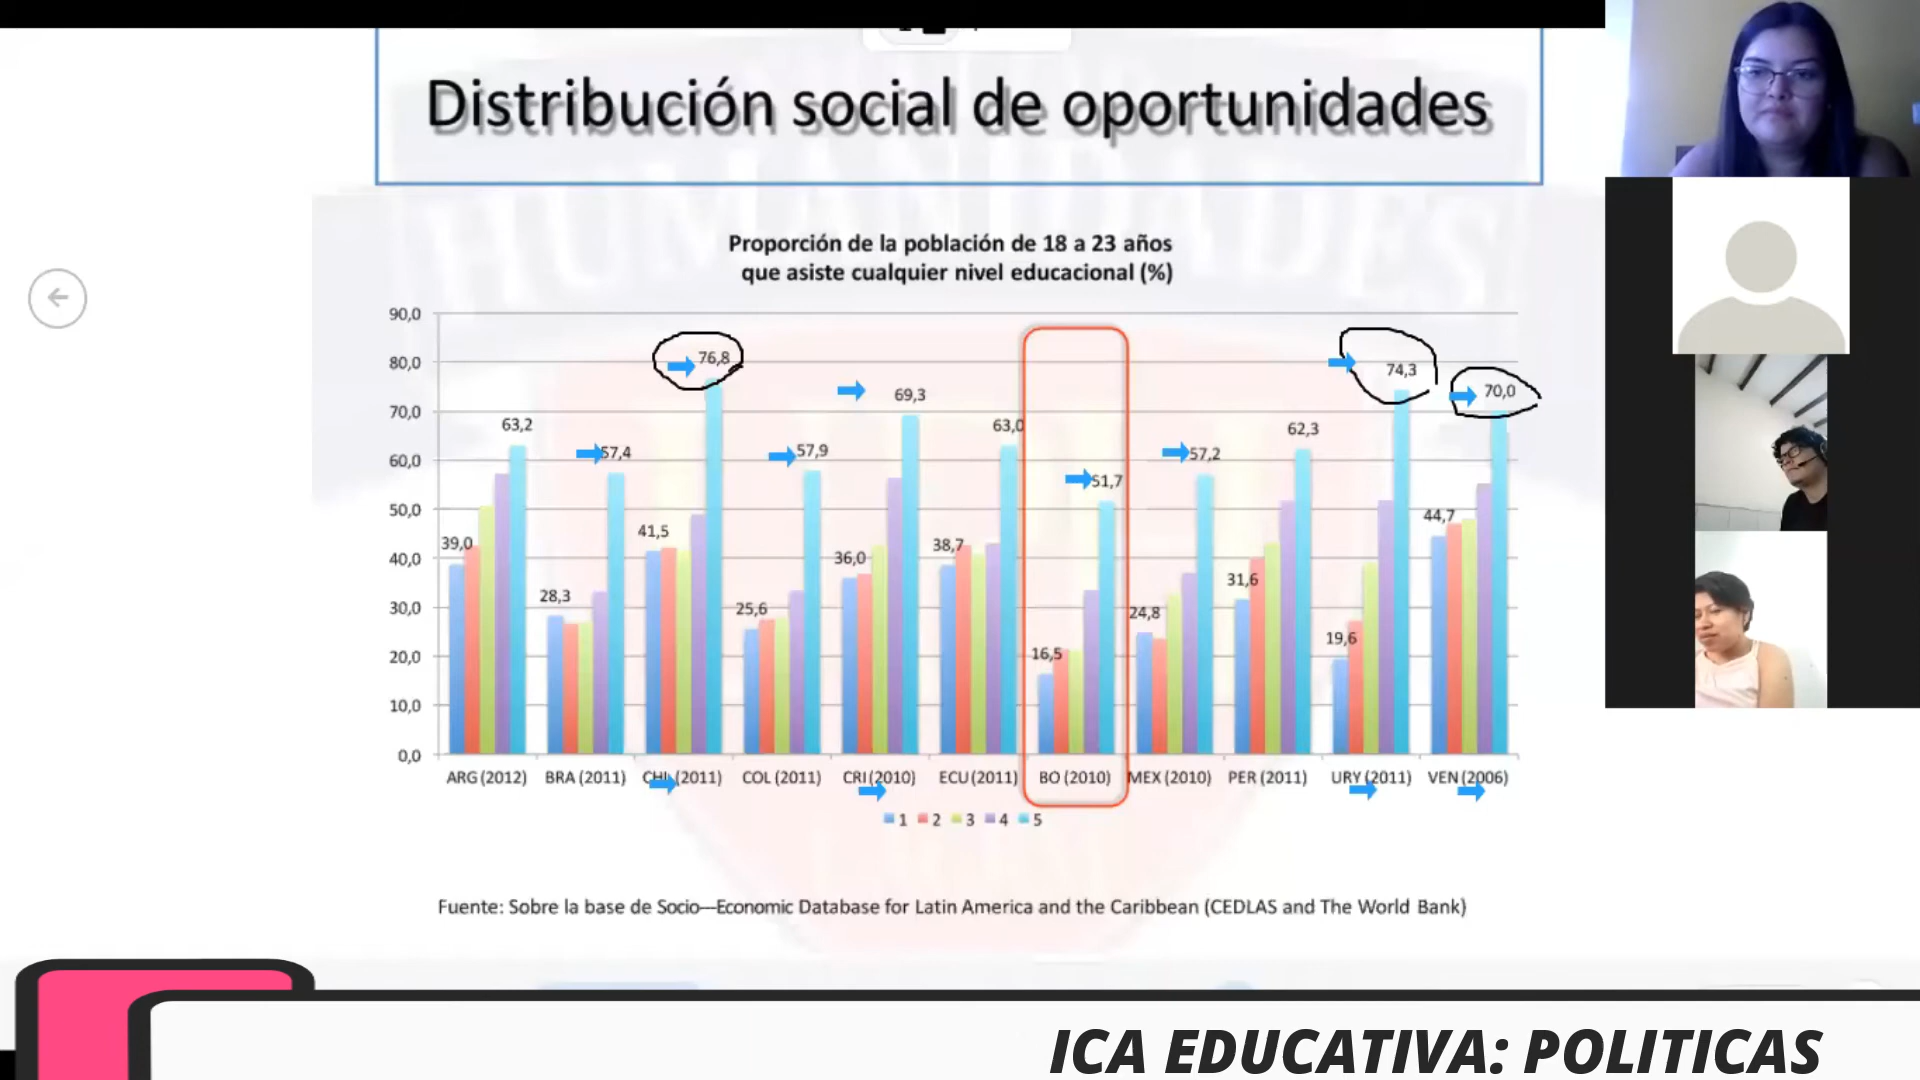 Distribución social de oportunidades
HUMANIDADES
Proporción de la población de 18 a 23 años
que asiste cualquier nivel educacional (%)
90,0
80,0
70,0
60,0
50,0
40,0
30,0
20,0
10,0
0,0
39,0 63,2
28,3 57,4
41,5 76,8
25,6 57,9
36,0 69,3
38,7 63,0
16,5 51,7
24,8 57,2
31,6 62,3
19,6 74,3
44,7 70,0
ARG (2012) BRA (2011) CHL (2011) COL (2011) CRI (2010) ECU (2011) BO (2010) MEX (2010) PER (2011) URY (2011) VEN (2006)
1 2 3 4 5
Fuente: Sobre la base de Socio—Economic Database for Latin America and the Caribbean (CEDLAS and The World Bank)
ICA EDUCATIVA: POLITICAS